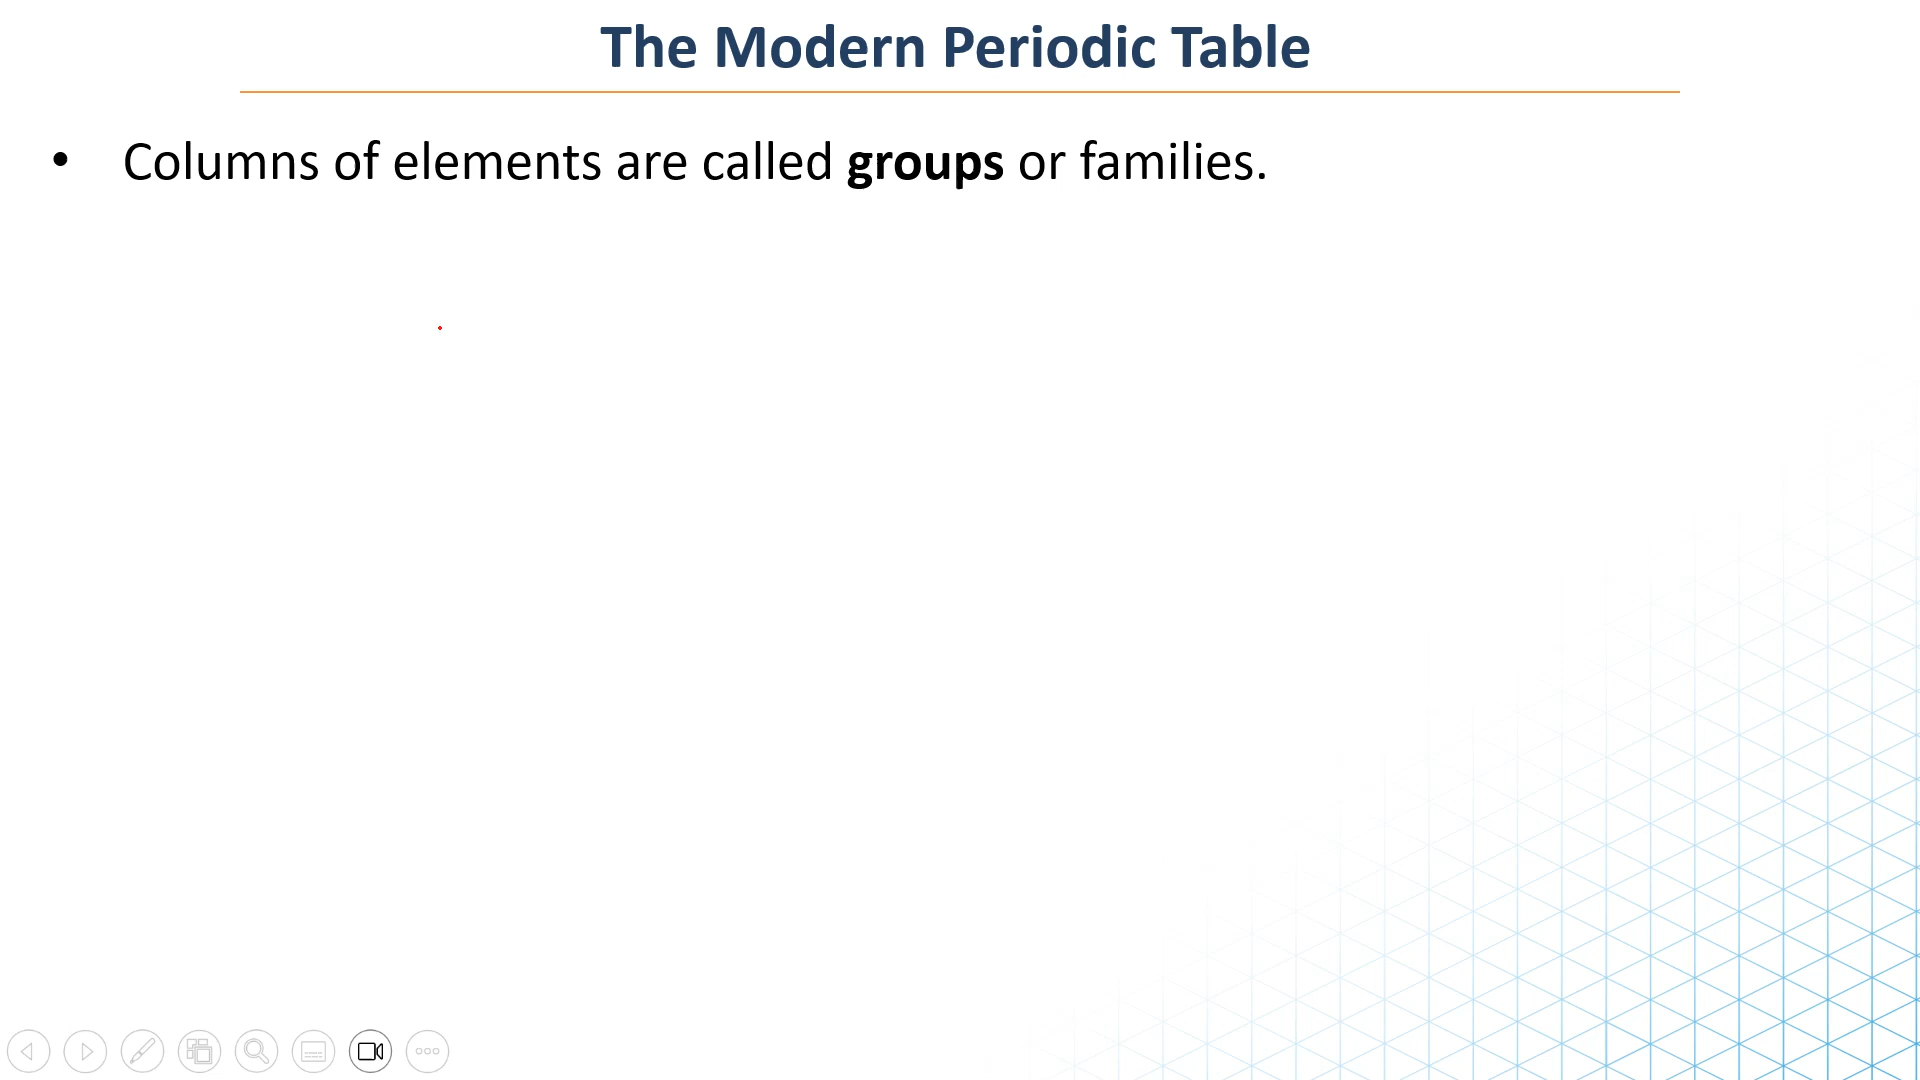 The Modern Periodic Table
• Columns of elements are called groups or families.